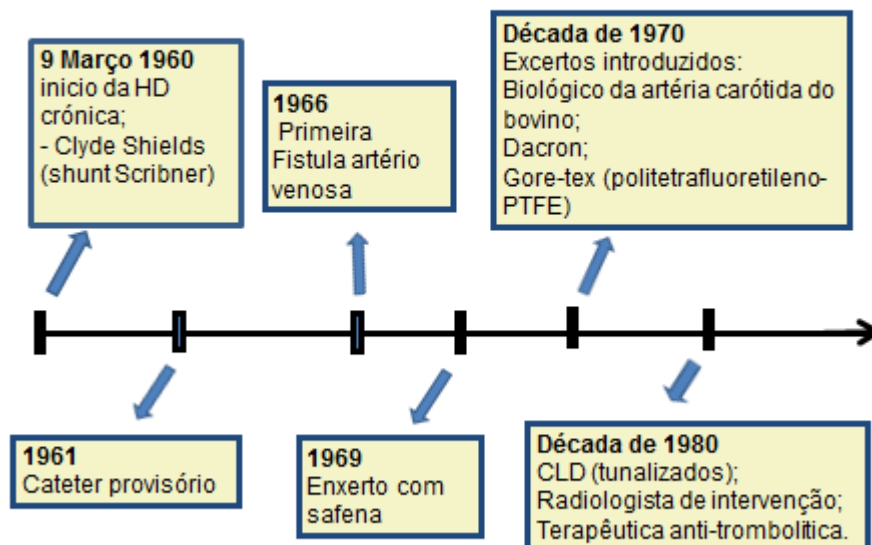 9 Março 1960
inicio da HD
crónica;
- Clyde Shields
(shunt Scribner)
1966
Primeira
Fistula artério
venosa
Década de 1970
Excertos introduzidos:
Biológico da artéria carótida do
bovino;
Dacron;
Gore-tex (politetrafluoretileno-
PTFE)
1961
Cateter provisório
1969
Enxerto com
safena
Década de 1980
CLD (tunalizados);
Radiologista de intervenção;
Terapêutica anti-trombolítica.